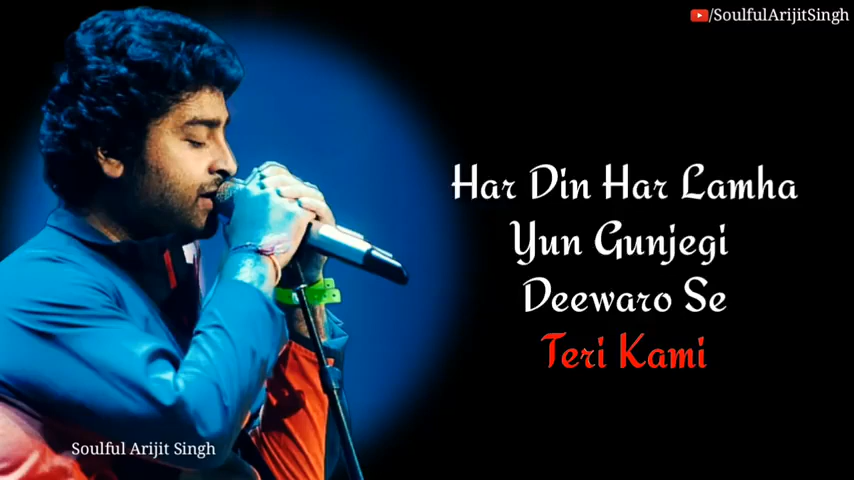 /SoulfulArijitSingh
Har Din Har Lamha
Yun Gunjegi
Deewaro Se
Teri Kami
Soulful Arijit Singh